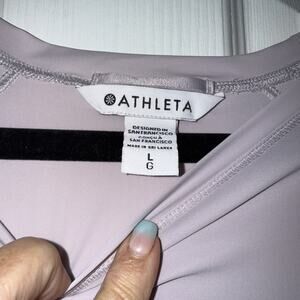 ATHLETA
DESIGNED IN
SAN FRANCISCO
CONÇU À
SAN FRANCISCO
MADE IN SRI LANKA
L
G